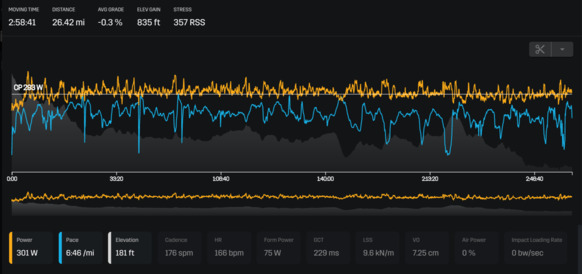 MOVING TIME DISTANCE AVG GRADE ELEV GAIN STRESS
2:58:41 26.42 mi -0.3 % 835 ft 357 RSS
CP 293 W
0:00 33:20 1:06:40 1:40:00 2:13:20 2:46:40
Power Pace Elevation Cadence HR Form Power GCT LSS VO Air Power Impact Loading Rate
301 W 6:46 /mi 181 ft 176 spm 166 bpm 75 W 229 ms 9.6 kN/m 7.25 cm 0 % 0 bw/sec